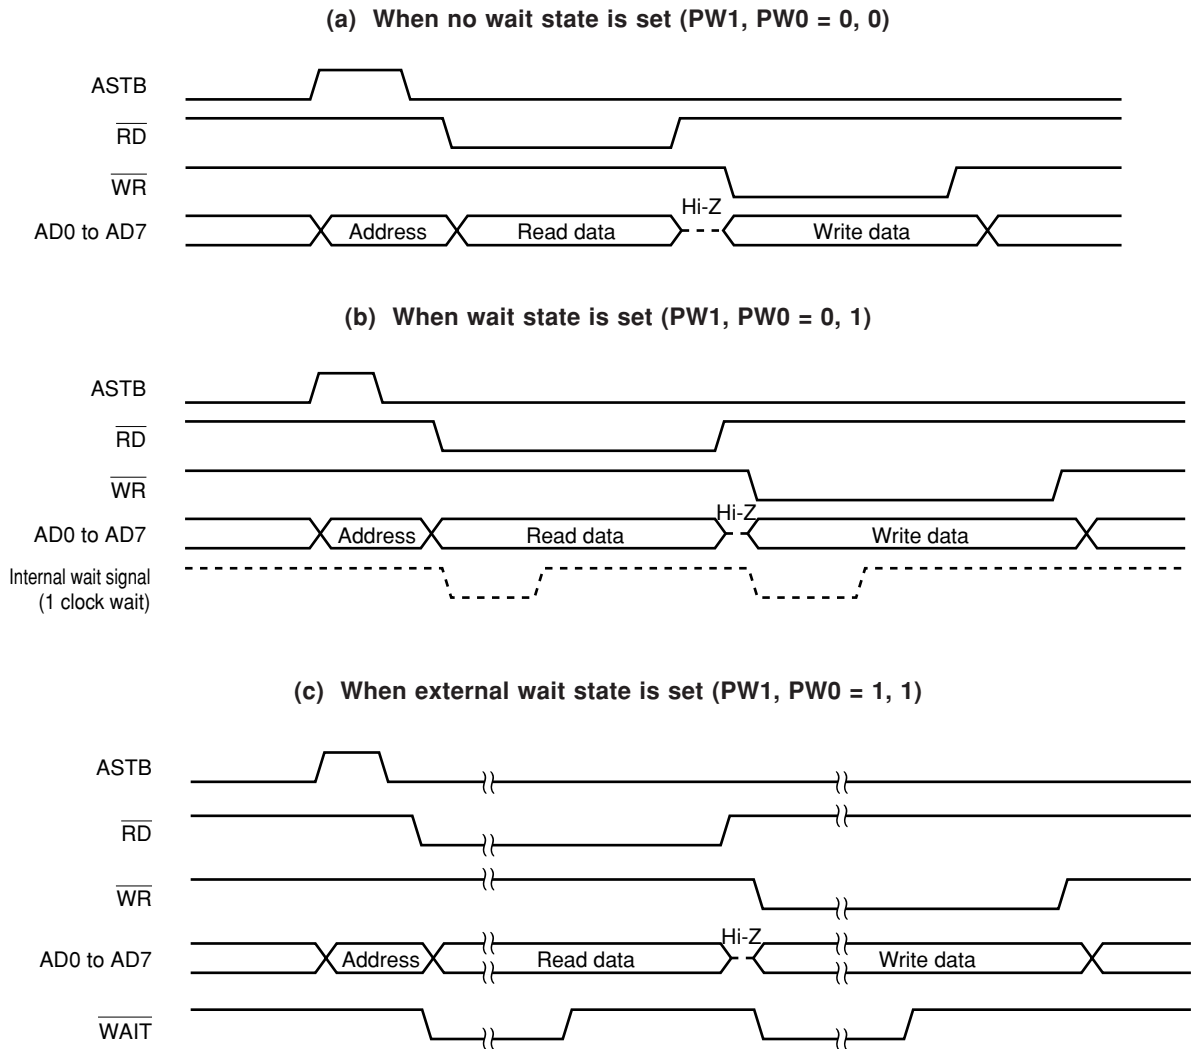 (a) When no wait state is set (PW1, PW0 = 0, 0)
ASTB
RD
WR
Hi-Z
AD0 to AD7
Address
Read data
Write data
(b) When wait state is set (PW1, PW0 = 0, 1)
ASTB
RD
WR
Hi-Z
AD0 to AD7
Address
Read data
Write data
Internal wait signal
(1 clock wait)
(c) When external wait state is set (PW1, PW0 = 1, 1)
ASTB
RD
WR
Hi-Z
AD0 to AD7
Address
Read data
Write data
WAIT